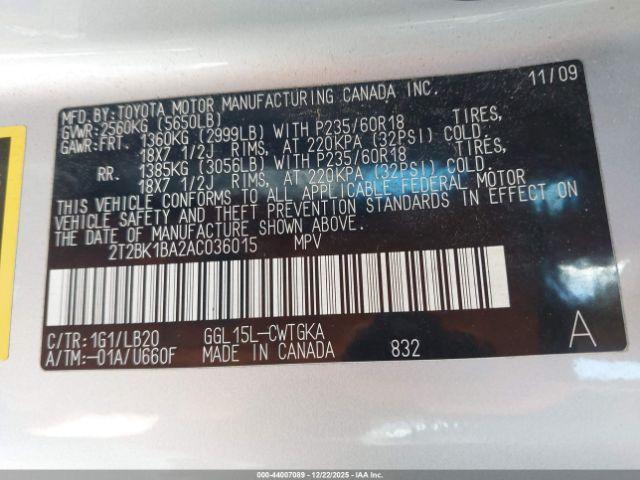 MFD.BY:TOYOTA MOTOR MANUFACTURING CANADA INC. 11/09
GVWR:2560KG (5650LB)
GAWR:FRT. 1360KG (2999LB) WITH P235/60R18 TIRES,
18X7 1/2J RIMS, AT 220KPA (32PSI) COLD.
RR. 1385KG (3056LB) WITH P235/60R18 TIRES,
18X7 1/2J RIMS, AT 220KPA (32PSI) COLD.
THIS VEHICLE CONFORMS TO ALL APPLICABLE FEDERAL MOTOR
VEHICLE SAFETY AND THEFT PREVENTION STANDARDS IN EFFECT ON
THE DATE OF MANUFACTURE SHOWN ABOVE.
2T2BK1BA2AC036015 MPV
C/TR:1G1/LB20 GGL15L-CWTGKA
A/TM:-01A/U660F MADE IN CANADA 832 A
000-44007089 - 12/22/2025 - IAAI.COM